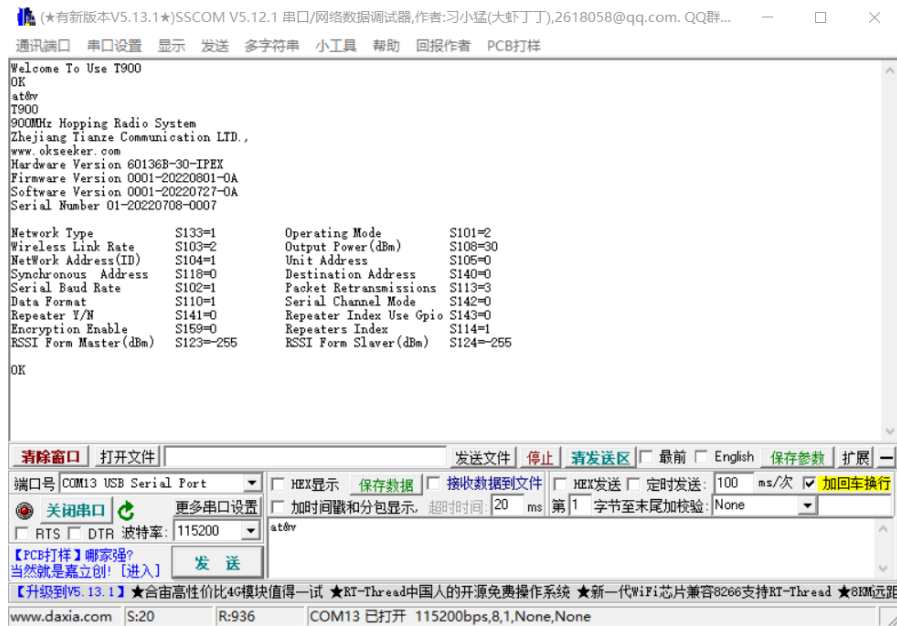 (★有新版本V5.13.1★)SSCOM V5.12.1 串口/网络数据调试器,作者:习小猛(大虾丁丁),2618058@qq.com. QQ群...
通讯端口 串口设置 显示 发送 多字符串 小工具 帮助 回报作者 PCB打样
Welcome To Use T900
OK
at&v
T900
900MHz Hopping Radio System
Zhejiang Tianze Communication LTD.,
www.okseeker.com
Hardware Version 60136B-30-IPEX
Firmware Version 0001-20220801-0A
Software Version 0001-20220727-0A
Serial Number 01-20220708-0007
Network Type S133=1 Operating Mode S101=2
Wireless Link Rate S103=2 Output Power(dBm) S108=30
NetWork Address(ID) S104=1 Unit Address S105=0
Synchronous Address S118=0 Destination Address S140=0
Serial Baud Rate S102=1 Packet Retransmissions S113=3
Data Format S110=1 Serial Channel Mode S142=0
Repeater Y/N S141=0 Repeater Index Use Gpio S143=0
Encryption Enable S159=0 Repeaters Index S114=1
RSSI Form Master(dBm) S123=-255 RSSI Form Slaver(dBm) S124=-255
OK
清除窗口 打开文件 发送文件 停止 清发送区 最前 English 保存参数 扩展 —
端口号 COM13 USB Serial Port HEX显示 保存数据 接收数据到文件 HEX发送 定时发送: 100 ms/次 加回车换行
关闭串口 更多串口设置 加时间戳和分包显示, 超时时间: 20 ms 第 1 字节至末尾加校验: None
RTS DTR 波特率: 115200 at&v
【PCB打样】哪家强?
当然就是嘉立创! [进入] 发 送
【升级到V5.13.1】★合宙高性价比4G模块值得一试 ★RT-Thread中国人的开源免费操作系统 ★新一代WiFi芯片兼容8266支持RT-Thread ★8KM远距
www.daxia.com S:20 R:936 COM13 已打开 115200bps,8,1,None,None